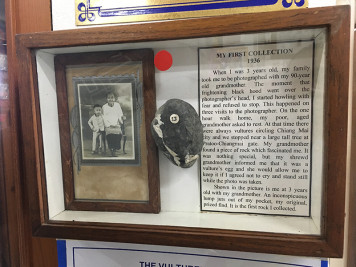 MY FIRST COLLECTION
1936
When I was 3 years old, my family
took me to be photographed with my 90-year
old grandmother. The moment that
frightening black hood went over the
photographer's head, I started howling with
fear and refused to stop. This happened on
three visits to the photographer. On the one
boat walk home, my poor, aged
grandmother asked to rest. At that time there
were always vultures circling Chiang Mai
city and we stopped near a large tall tree at
Pratoo-Changpui gate. My grandmother
found a piece of rock which fascinated me. It
was nothing special, but my shrewd
grandmother informed me that it was a
vulture's egg and she would allow me to
keep it if I agreed not to cry and stand still
while the photo was taken.
Shown in the picture is me at 3 years
old with my grandmother. An inconspicuous
lump juts out of my pocket, my original,
prized find. It is the first rock I collected.
THE VULTUR